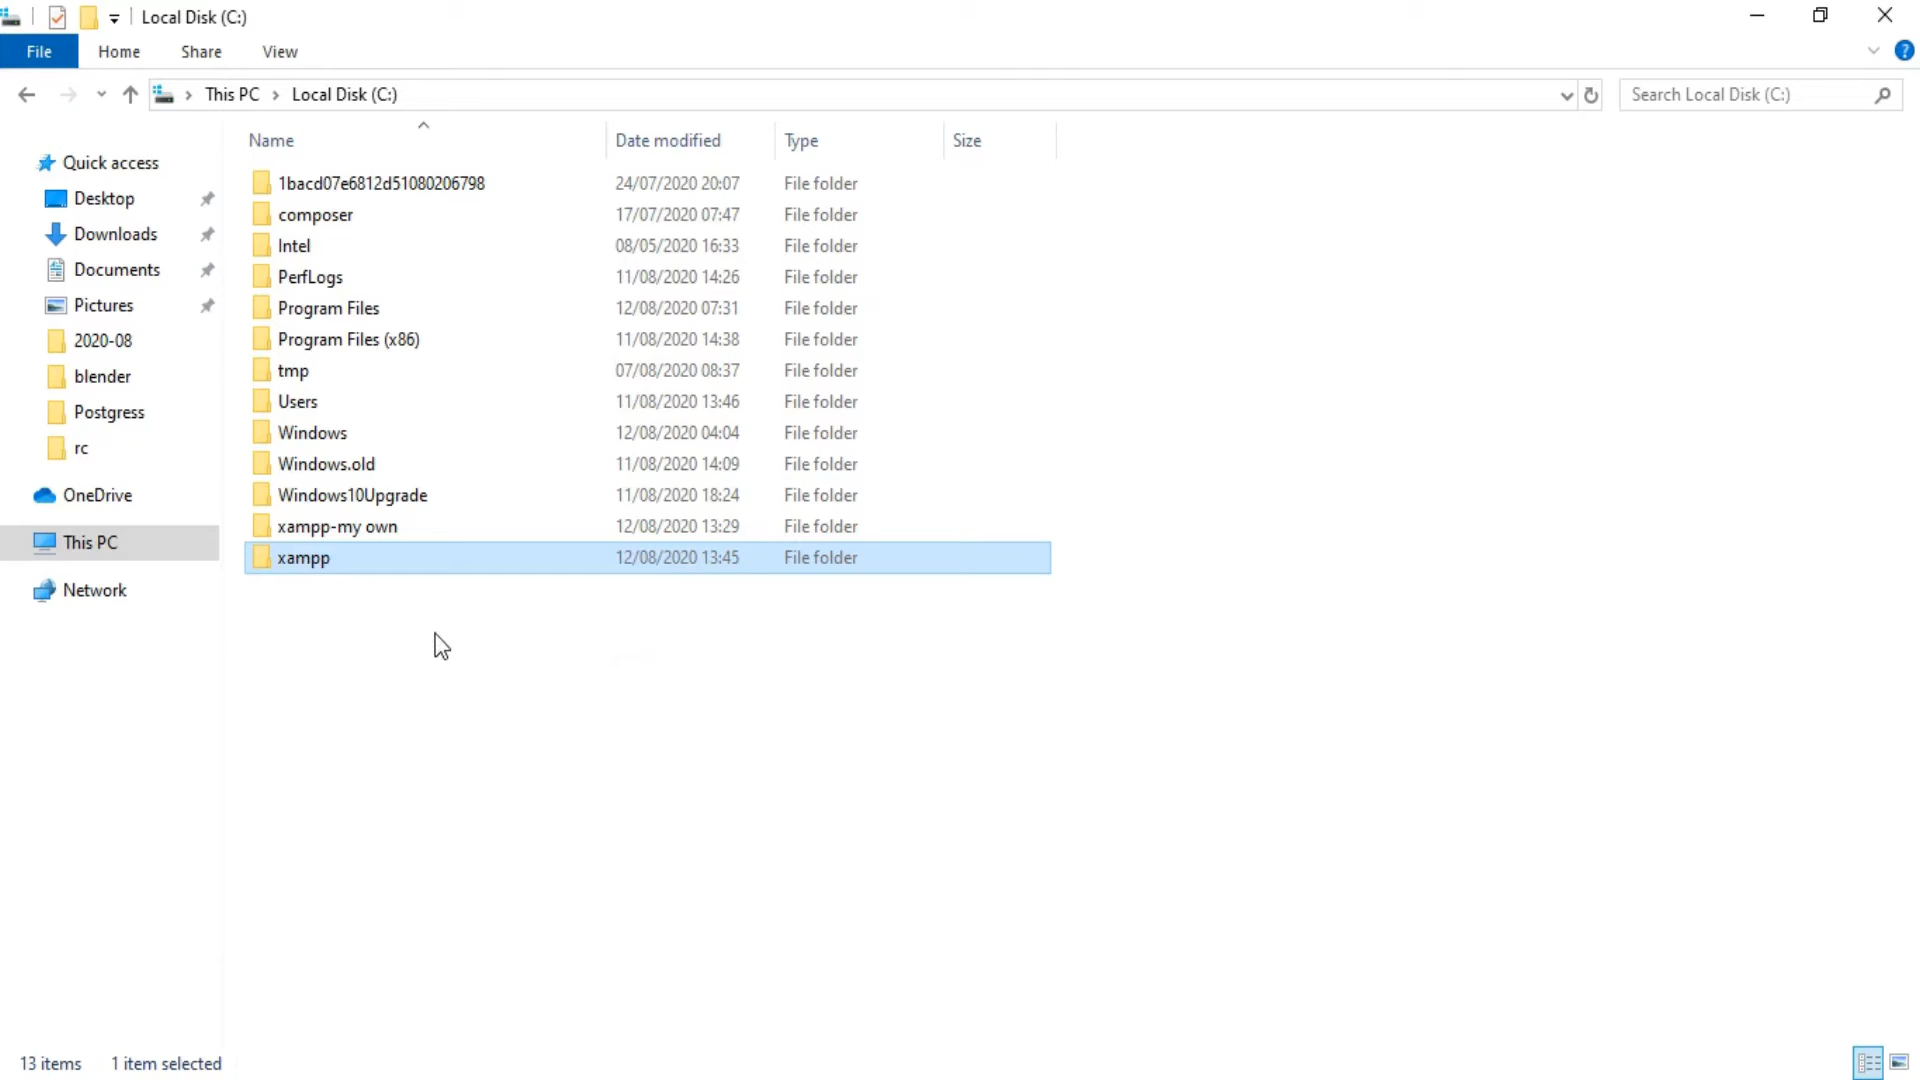 Local Disk (C:)
File Home Share View
This PC Local Disk (C:) Search Local Disk (C:)
Name Date modified Type Size
Quick access
Desktop
Downloads
Documents
Pictures
2020-08
blender
Postgress
rc
OneDrive
This PC
Network
1bacd07e6812d51080206798 24/07/2020 20:07 File folder
composer 17/07/2020 07:47 File folder
Intel 08/05/2020 16:33 File folder
PerfLogs 11/08/2020 14:26 File folder
Program Files 12/08/2020 07:31 File folder
Program Files (x86) 11/08/2020 14:38 File folder
tmp 07/08/2020 08:37 File folder
Users 11/08/2020 13:46 File folder
Windows 12/08/2020 04:04 File folder
Windows.old 11/08/2020 14:09 File folder
Windows10Upgrade 11/08/2020 18:24 File folder
xampp-my own 12/08/2020 13:29 File folder
xampp 12/08/2020 13:45 File folder
13 items 1 item selected